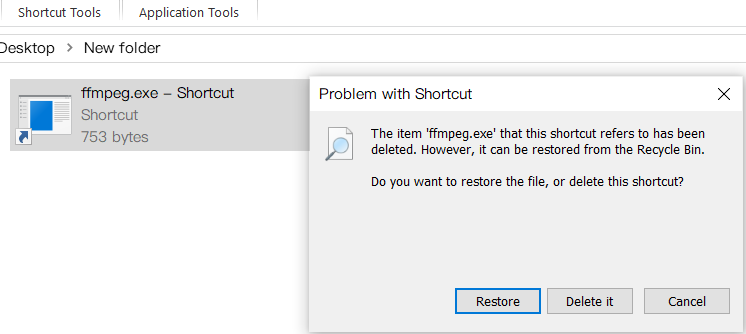 Shortcut Tools
Application Tools
Desktop > New folder
ffmpeg.exe – Shortcut
Shortcut
753 bytes
Problem with Shortcut
The item 'ffmpeg.exe' that this shortcut refers to has been
deleted. However, it can be restored from the Recycle Bin.
Do you want to restore the file, or delete this shortcut?
Restore
Delete it
Cancel